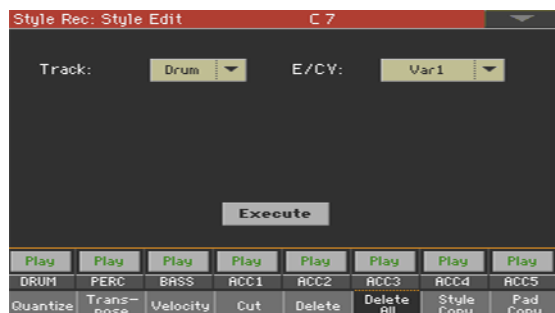 Style Rec: Style Edit C 7
Track: Drum E/CV: Var1
Execute
Play Play Play Play Play Play Play Play
DRUM PERC BASS ACC1 ACC2 ACC3 ACC4 ACC5
Quantize Trans- Velocity Cut Delete Delete Style Pad
pose All Copy Copy